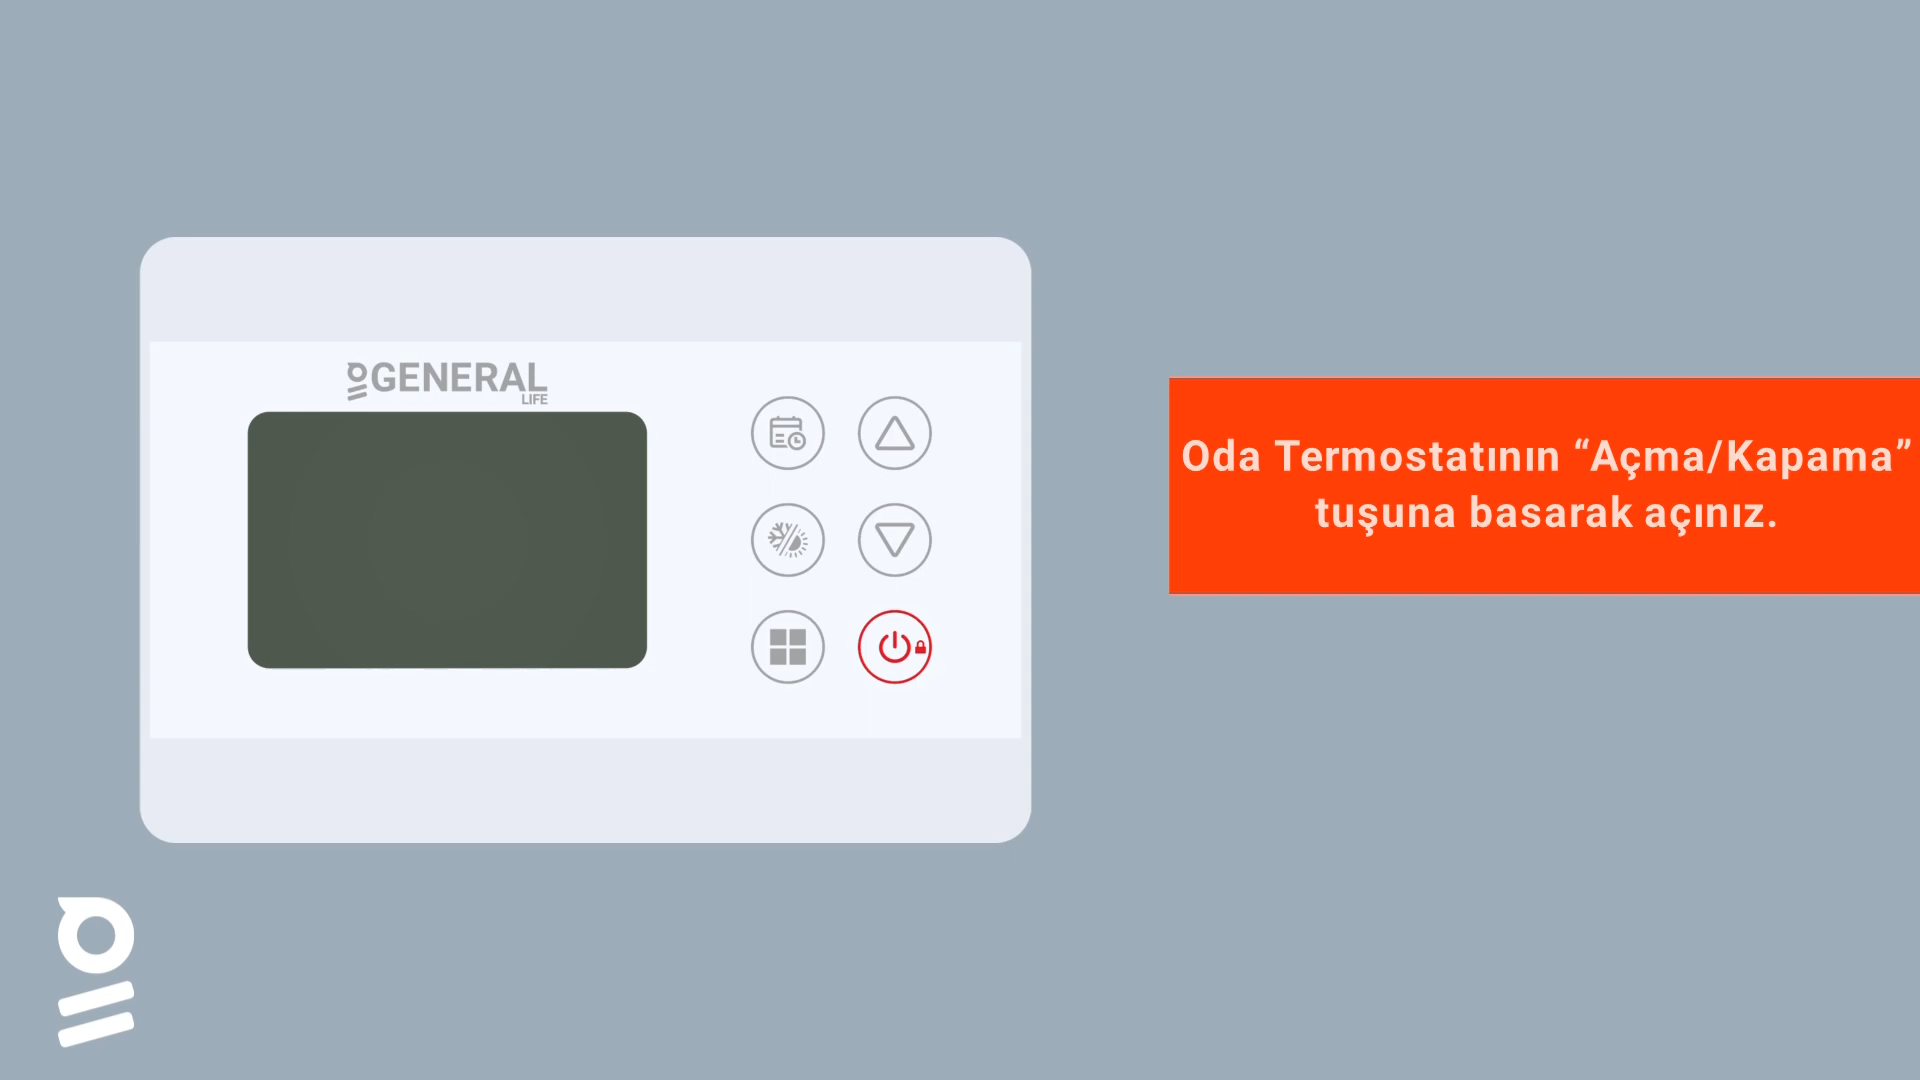 GENERAL
LIFE
Oda Termostatının “Açma/Kapama”
tuşuna basarak açınız.